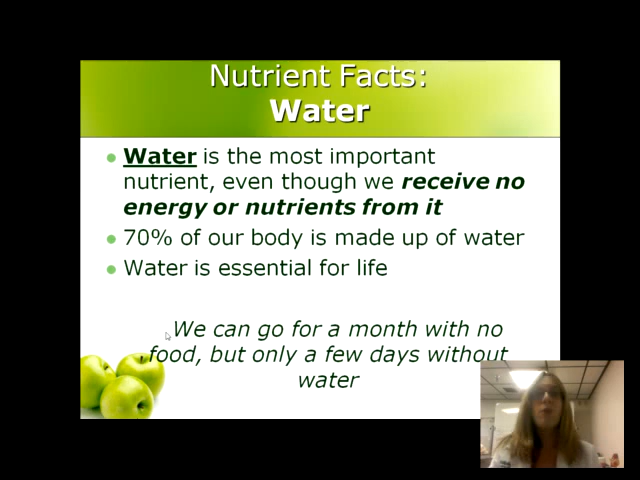 Nutrient Facts:
Water
Water is the most important
nutrient, even though we receive no
energy or nutrients from it
70% of our body is made up of water
Water is essential for life
We can go for a month with no
food, but only a few days without
water